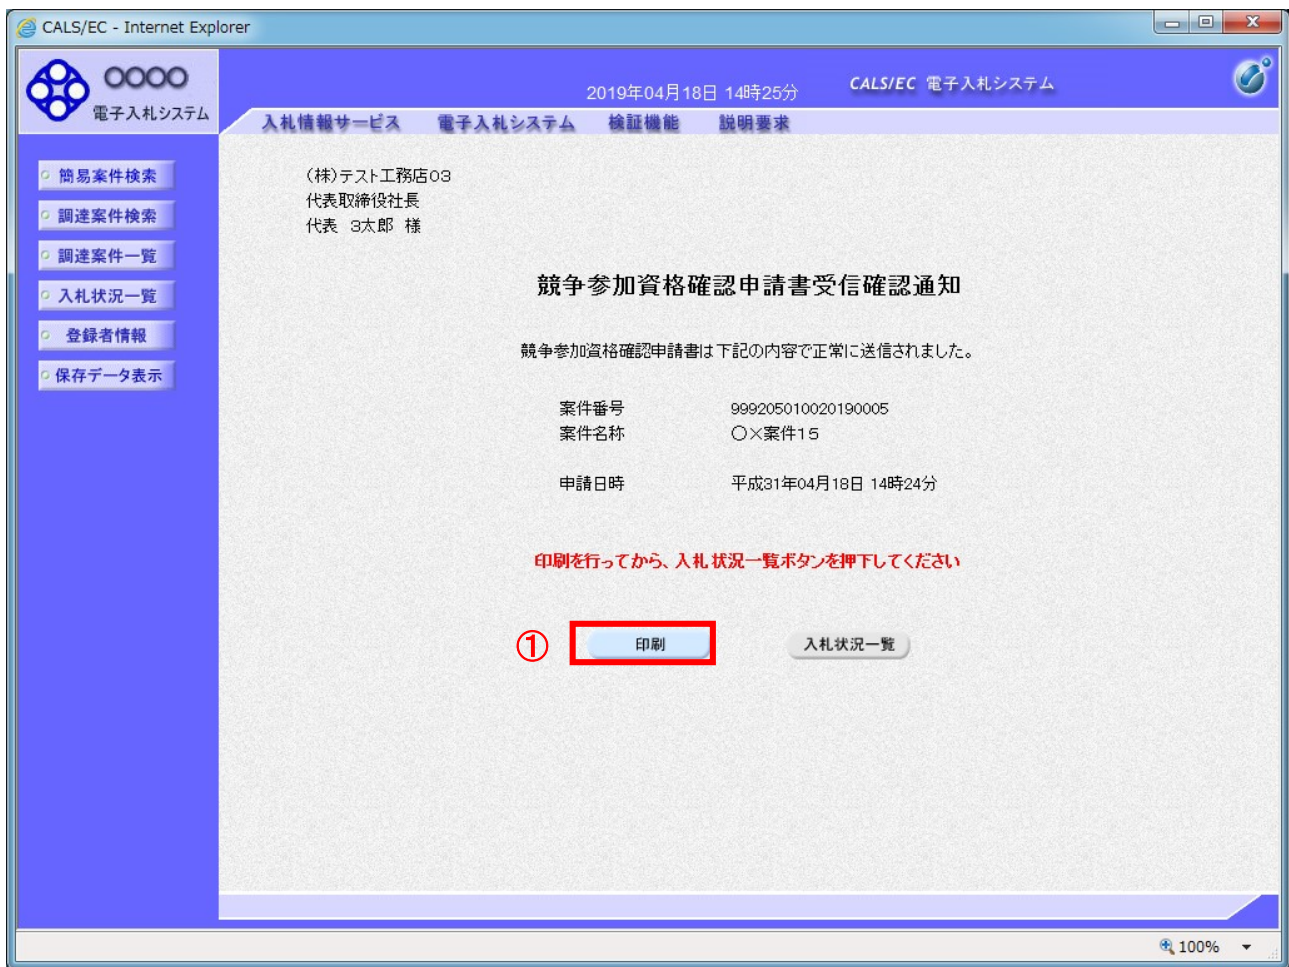 CALS/EC - Internet Explorer
OOOO
電子入札システム
2019年04月18日 14時25分
CALS/EC 電子入札システム
入札情報サービス 電子入札システム 検証機能 説明要求
簡易案件検索
調達案件検索
調達案件一覧
入札状況一覧
登録者情報
保存データ表示
(株)テスト工務店03
代表取締役社長
代表 3太郎 様
競争参加資格確認申請書受信確認通知
競争参加資格確認申請書は下記の内容で正常に送信されました。
案件番号 999205010020190005
案件名称 〇×案件15
申請日時 平成31年04月18日 14時24分
印刷を行ってから、入札状況一覧ボタンを押下してください
① 印刷 入札状況一覧
100%